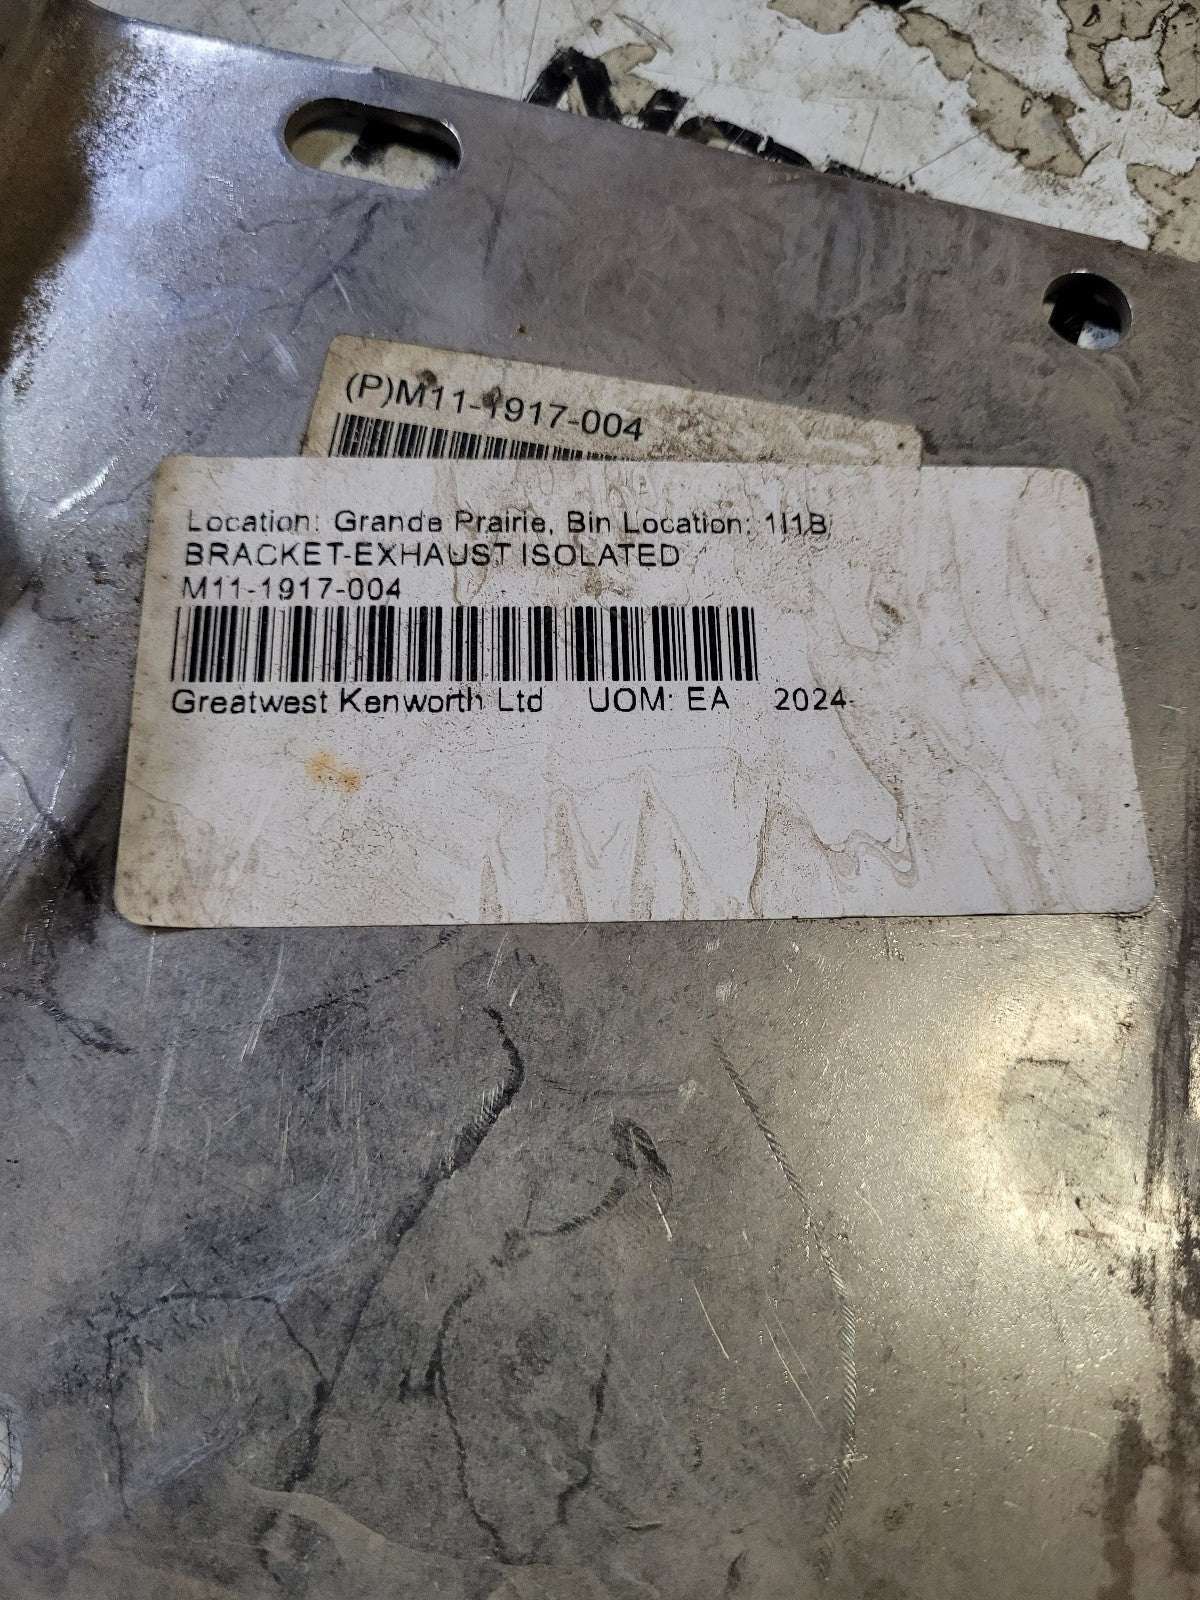 (P)M11-1917-004
Location: Grande Prairie, Bin Location: 1I1B
BRACKET-EXHAUST ISOLATED
M11-1917-004
Greatwest Kenworth Ltd UOM: EA 2024-